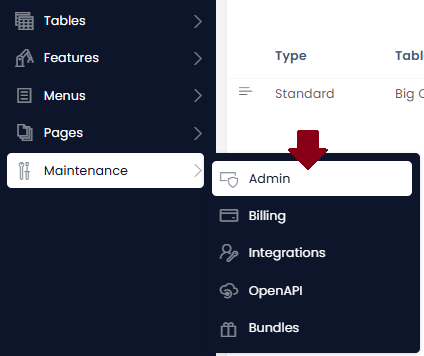 Tables
Features
Menus
Pages
Maintenance
Type
Tabl
Standard
Big
Admin
Billing
Integrations
OpenAPI
Bundles